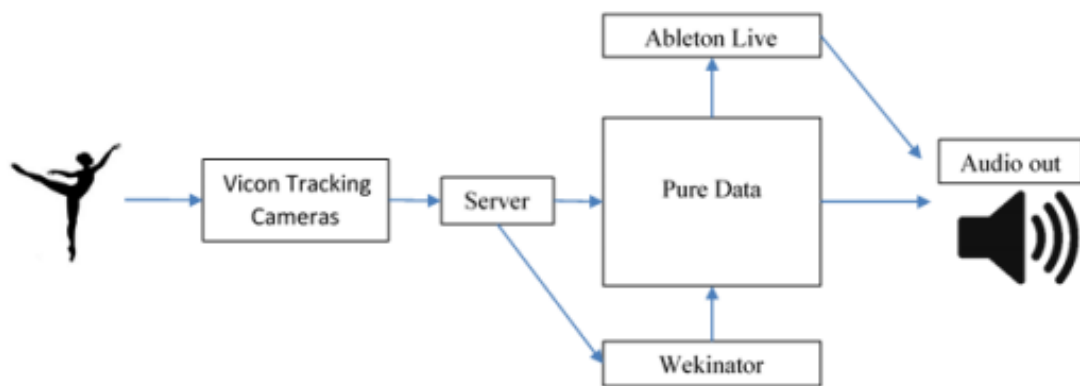 Ableton Live
Vicon Tracking
Cameras
Server
Pure Data
Audio out
Wekinator